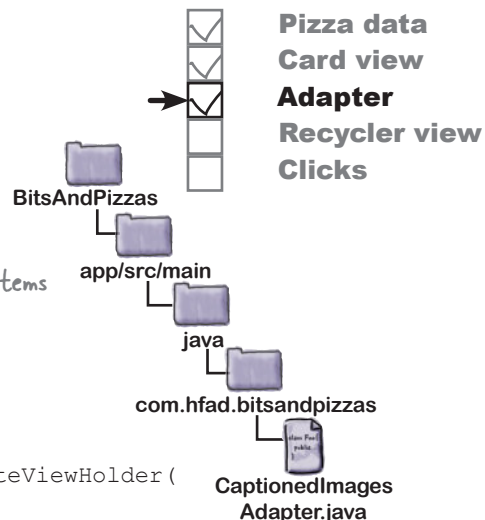 Pizza data
Card view
Adapter
Recycler view
Clicks
BitsAndPizzas
app/src/main
tems
java
com.hfad.bitsandpizzas
teViewHolder(
CaptionedImages
Adapter.java